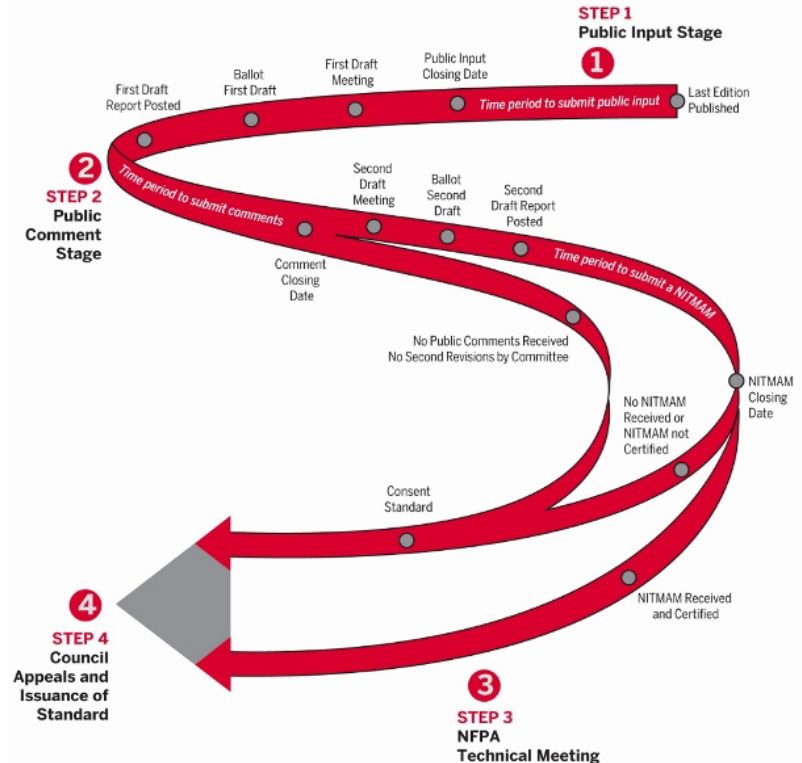 STEP 1
Public Input Stage
1
Public Input
Closing Date
First Draft
Meeting
Ballot
First Draft
First Draft
Report Posted
Time period to submit public input
Last Edition
Published
2
STEP 2
Public
Comment
Stage
Time period to submit comments
Second
Draft
Meeting
Ballot
Second
Draft
Second
Draft Report
Posted
Time period to submit a NITMAM
Comment
Closing
Date
No Public Comments Received
No Second Revisions by Committee
NITMAM
Closing
Date
No NITMAM
Received or
NITMAM not
Certified
Consent
Standard
NITMAM Received
and Certified
4
STEP 4
Council
Appeals and
Issuance of
Standard
3
STEP 3
NFPA
Technical Meeting